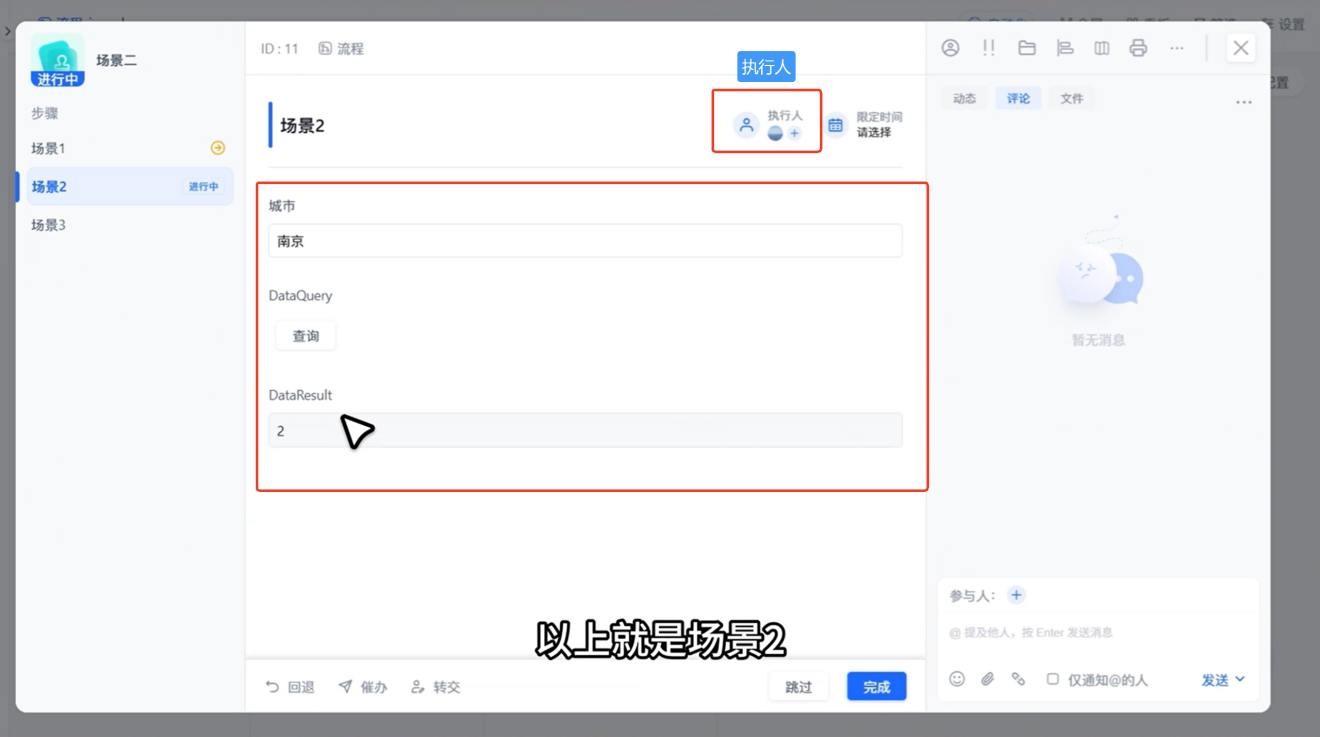 设置
场景二
进行中
步骤
场景1
场景2
进行中
场景3
ID : 11
流程
执行人
场景2
执行人
限定时间
请选择
城市
南京
DataQuery
查询
DataResult
2
以上就是场景2
回退
催办
转交
跳过
完成
动态
评论
文件
暂无消息
参与人：
@ 提及他人，按 Enter 发送消息
仅通知@的人
发送